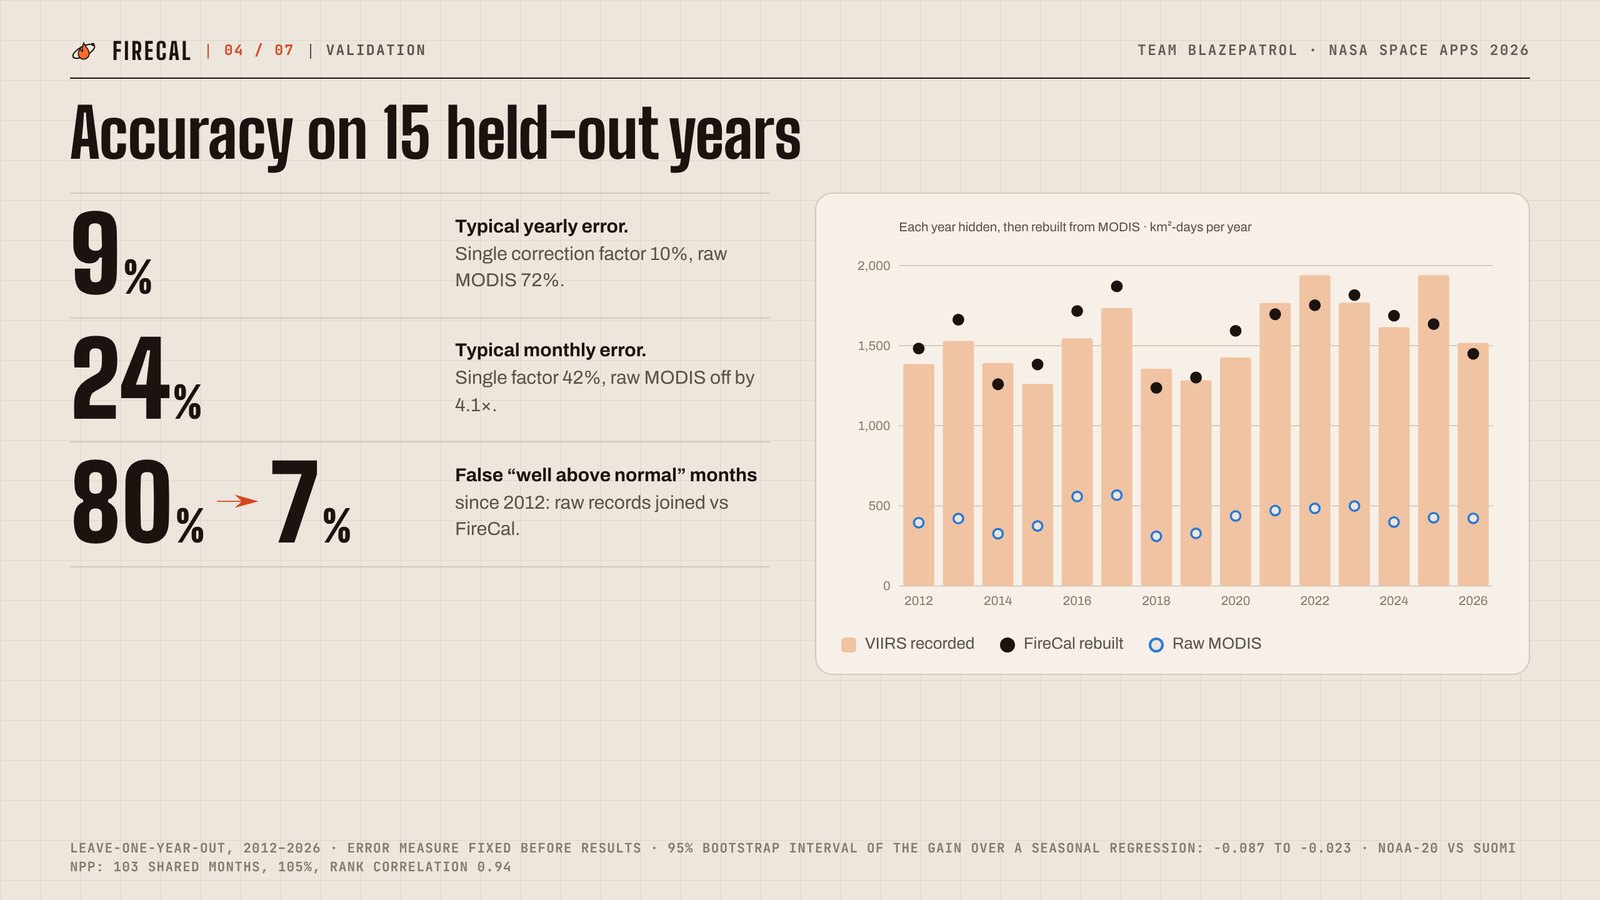 FIRECAL | 04 / 07 | VALIDATION
TEAM BLAZEPATROL · NASA SPACE APPS 2026
Accuracy on 15 held-out years
9%
Typical yearly error.
Single correction factor 10%, raw
MODIS 72%.
24%
Typical monthly error.
Single factor 42%, raw MODIS off by
4.1×.
80% → 7%
False “well above normal” months
since 2012: raw records joined vs
FireCal.
Each year hidden, then rebuilt from MODIS · km²-days per year
2,000
1,500
1,000
500
0
2012 2014 2016 2018 2020 2022 2024 2026
VIIRS recorded FireCal rebuilt Raw MODIS
LEAVE-ONE-YEAR-OUT, 2012–2026 · ERROR MEASURE FIXED BEFORE RESULTS · 95% BOOTSTRAP INTERVAL OF THE GAIN OVER A SEASONAL REGRESSION: -0.087 TO -0.023 · NOAA-20 VS SUOMI
NPP: 103 SHARED MONTHS, 105%, RANK CORRELATION 0.94